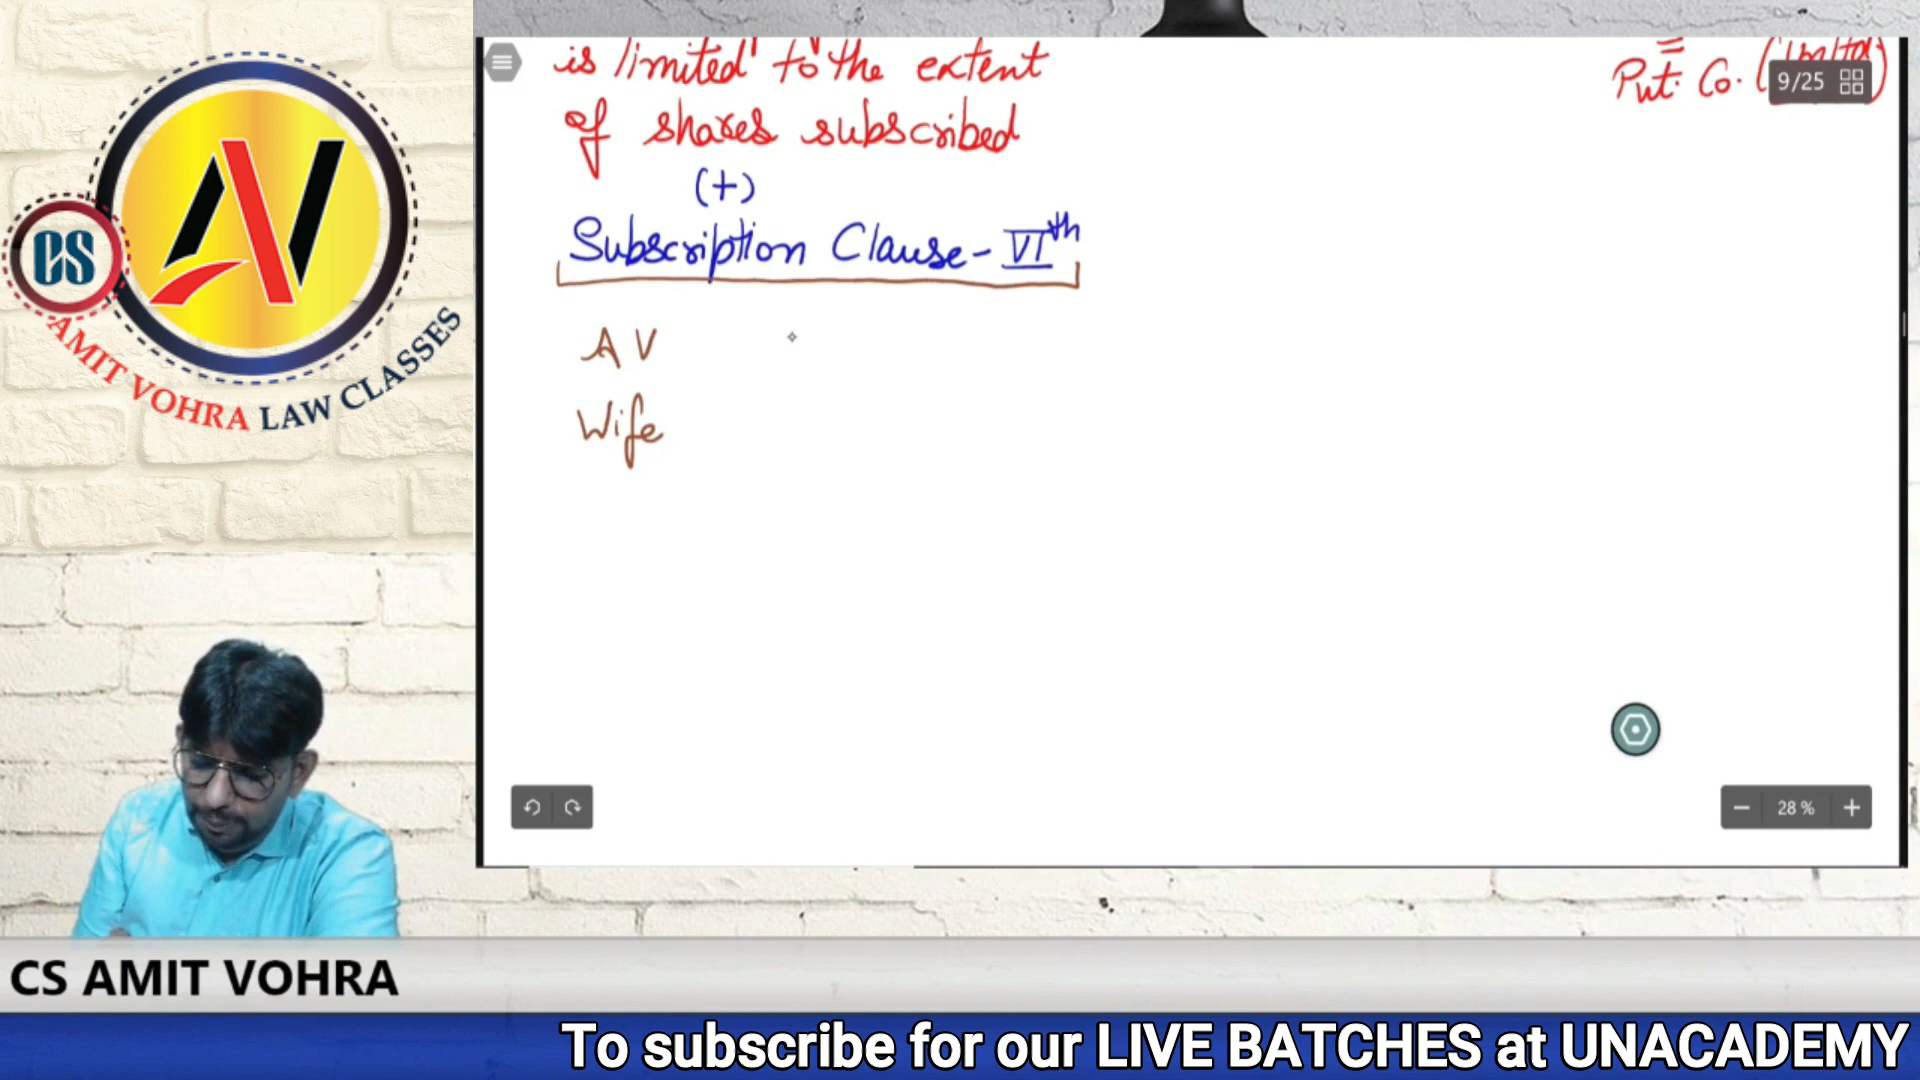 is limited to the extent
of shares subscribed
(+)
Subscription Clause - VIth
AV
Wife
Pvt. Co.
9/25
28 %
CS
AV
AMIT VOHRA LAW CLASSES
CS AMIT VOHRA
To subscribe for our LIVE BATCHES at UNACADEMY